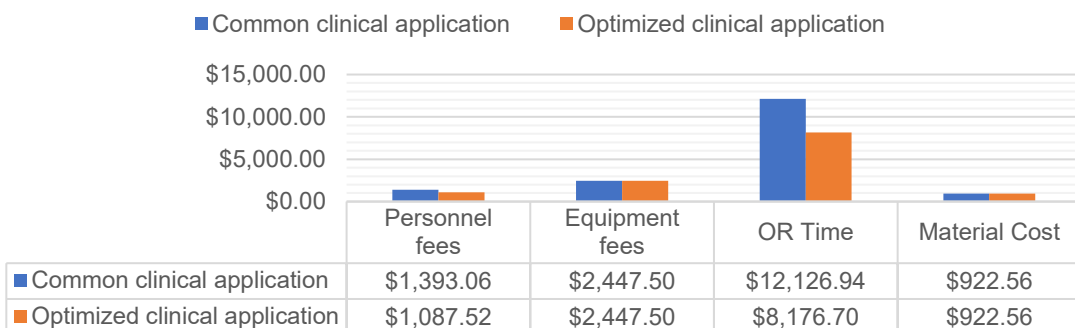 Common clinical application Optimized clinical application
$15,000.00
$10,000.00
$5,000.00
$0.00
Personnel fees Equipment fees OR Time Material Cost
Common clinical application $1,393.06 $2,447.50 $12,126.94 $922.56
Optimized clinical application $1,087.52 $2,447.50 $8,176.70 $922.56